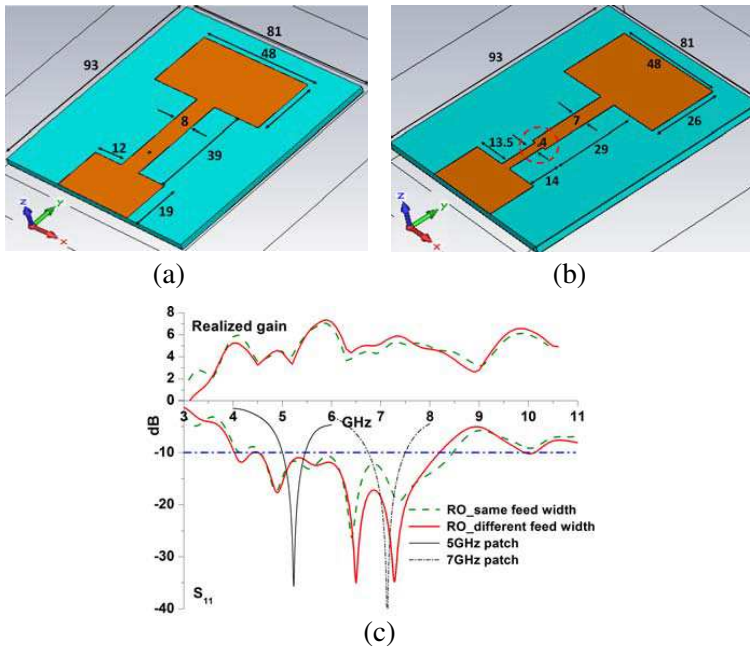 93
81
48
8
12
39
19
z
y
x
(a)
93
81
48
7
4
26
13.5
29
14
z
y
x
(b)
8
Realized gain
6
4
2
0
3 4 5 6 7 8 9 10 11
GHz
dB
-10
-20
-30
-40
RO_same feed width
RO_different feed width
5GHz patch
7GHz patch
S11
(c)